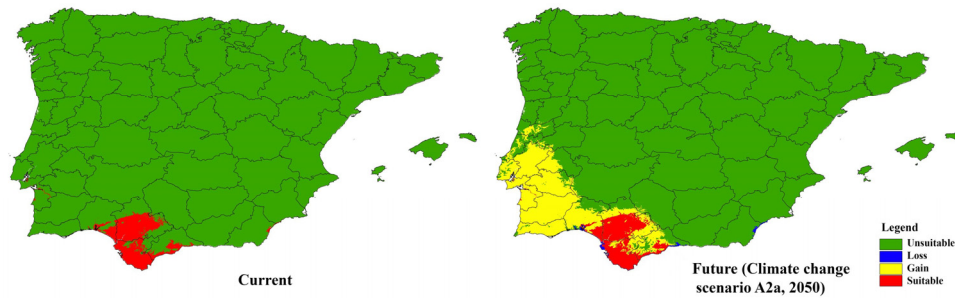 Current
Future (Climate change
scenario A2a, 2050)
Legend
Unsuitable
Loss
Gain
Suitable